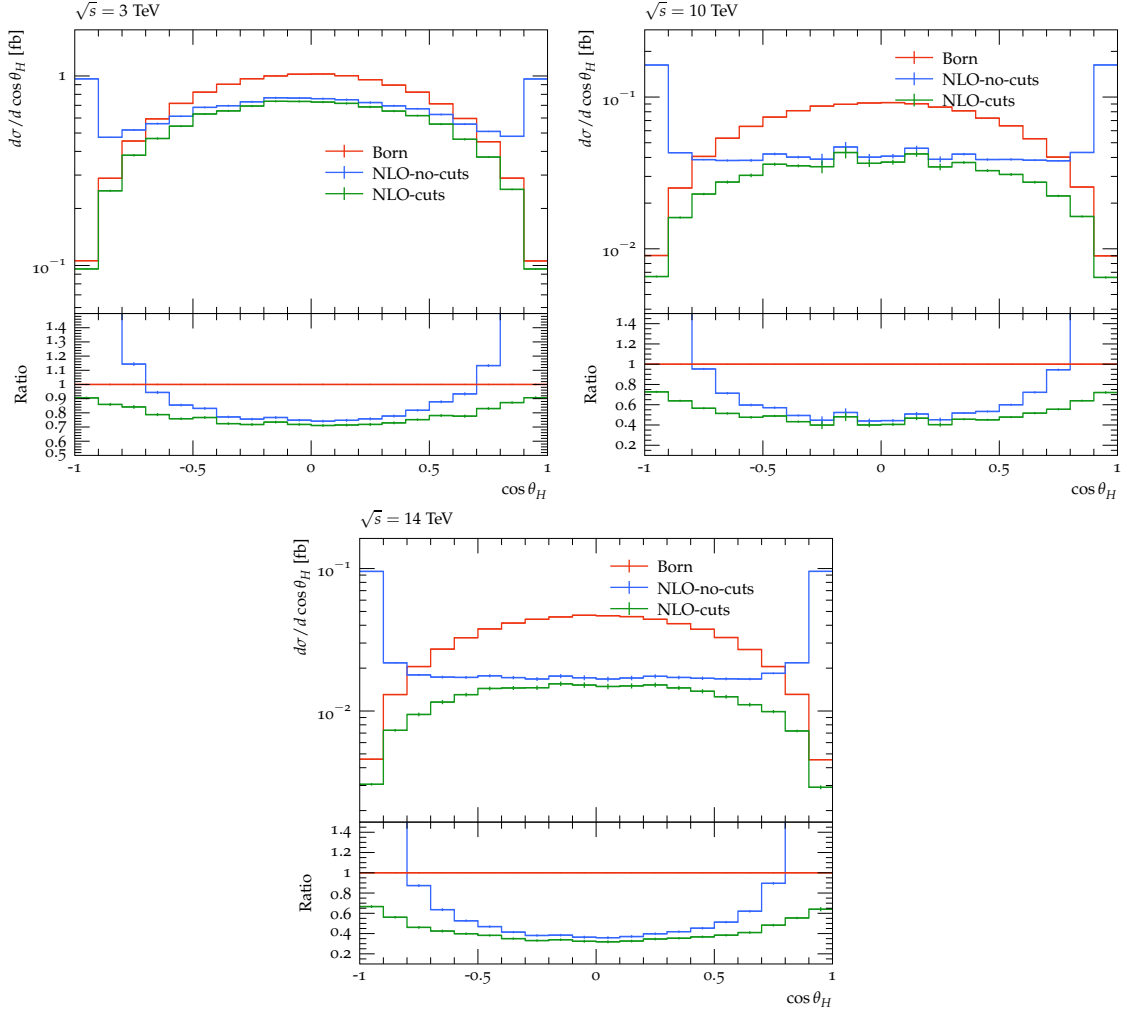 √s = 3 TeV
dσ/d cos θ_H [fb]
1
10⁻¹
Born
NLO-no-cuts
NLO-cuts
Ratio
1.4
1.3
1.2
1.1
1
0.9
0.8
0.7
0.6
0.5
-1 -0.5 0 0.5 1
cos θ_H
√s = 10 TeV
dσ/d cos θ_H [fb]
10⁻¹
10⁻²
Born
NLO-no-cuts
NLO-cuts
Ratio
1.4
1.2
1
0.8
0.6
0.4
0.2
-1 -0.5 0 0.5 1
cos θ_H
√s = 14 TeV
dσ/d cos θ_H [fb]
10⁻¹
10⁻²
Born
NLO-no-cuts
NLO-cuts
Ratio
1.4
1.2
1
0.8
0.6
0.4
0.2
-1 -0.5 0 0.5 1
cos θ_H